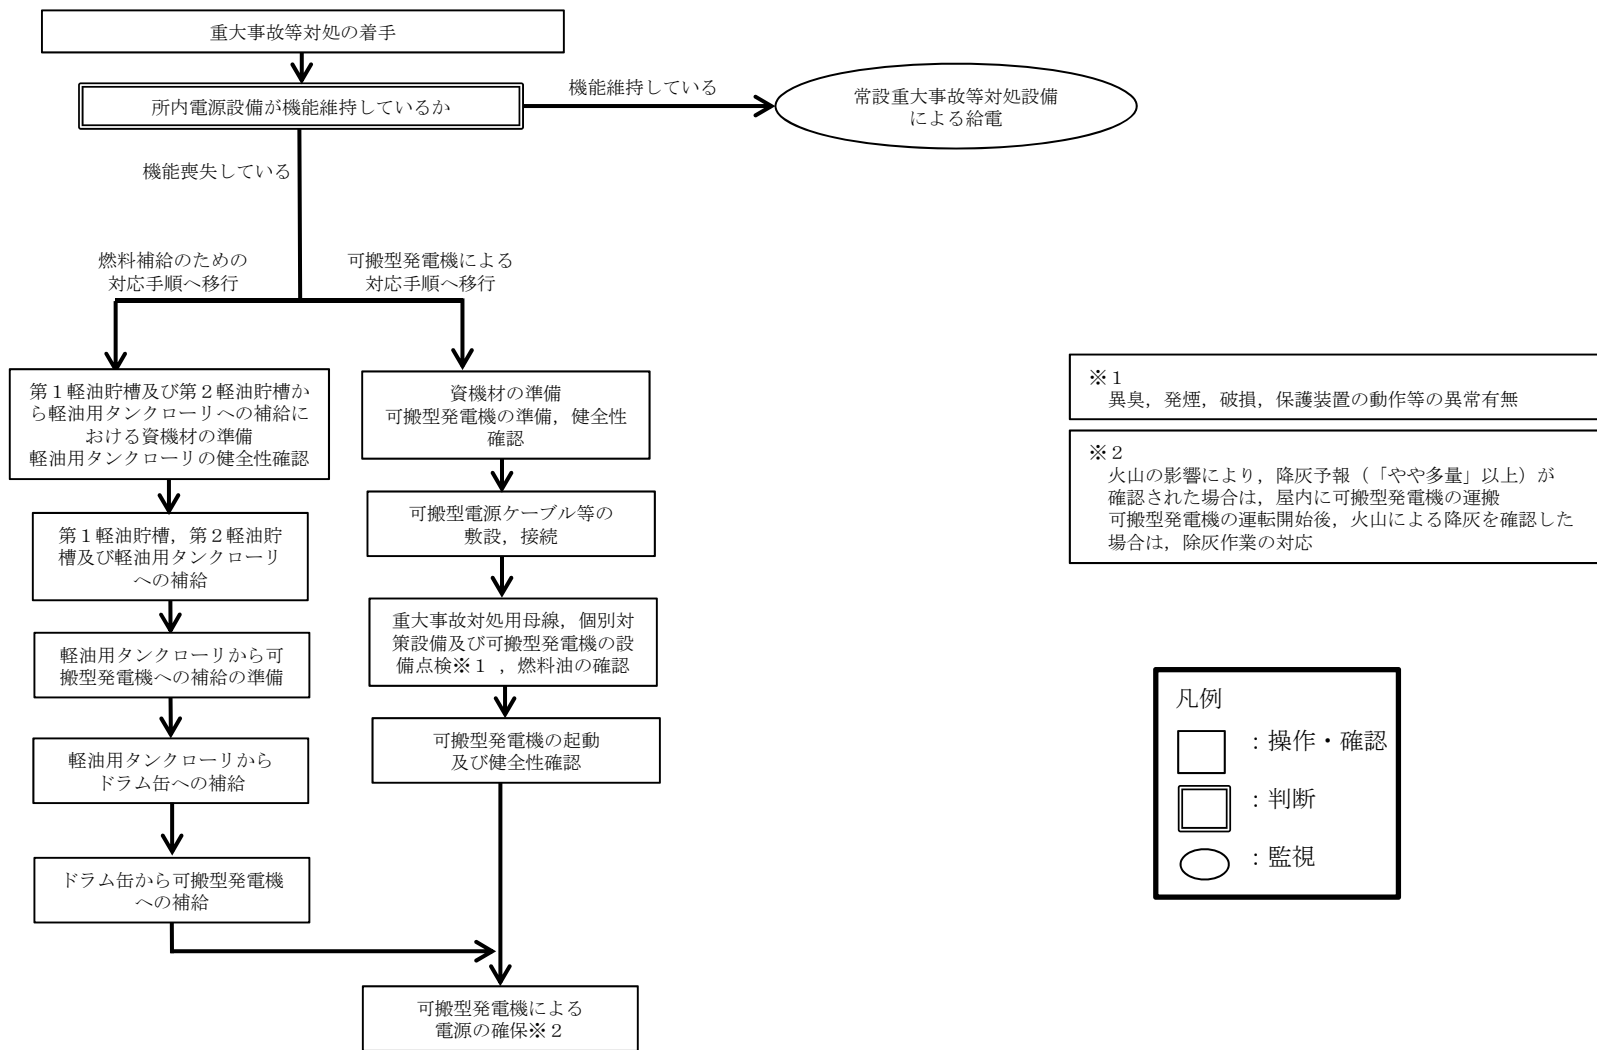 重大事故等対処の着手
所内電源設備が機能維持しているか
機能維持している
常設重大事故等対処設備
による給電
機能喪失している
燃料補給のための
対応手順へ移行
可搬型発電機による
対応手順へ移行
第1軽油貯槽及び第2軽油貯槽か
ら軽油用タンクローリへの補給に
おける資機材の準備
軽油用タンクローリの健全性確認
第1軽油貯槽,第2軽油貯
槽及び軽油用タンクローリ
への補給
軽油用タンクローリから可
搬型発電機への補給の準備
軽油用タンクローリから
ドラム缶への補給
ドラム缶から可搬型発電機
への補給
資機材の準備
可搬型発電機の準備,健全性
確認
可搬型電源ケーブル等の
敷設,接続
重大事故対処用母線,個別対
策設備及び可搬型発電機の設
備点検※1 ,燃料油の確認
可搬型発電機の起動
及び健全性確認
可搬型発電機による
電源の確保※2
※1
異臭,発煙,破損,保護装置の動作等の異常有無
※2
火山の影響により,降灰予報(「やや多量」以上)が
確認された場合は,屋内に可搬型発電機の運搬
可搬型発電機の運転開始後,火山による降灰を確認した
場合は,除灰作業の対応
凡例
:操作・確認
:判断
:監視